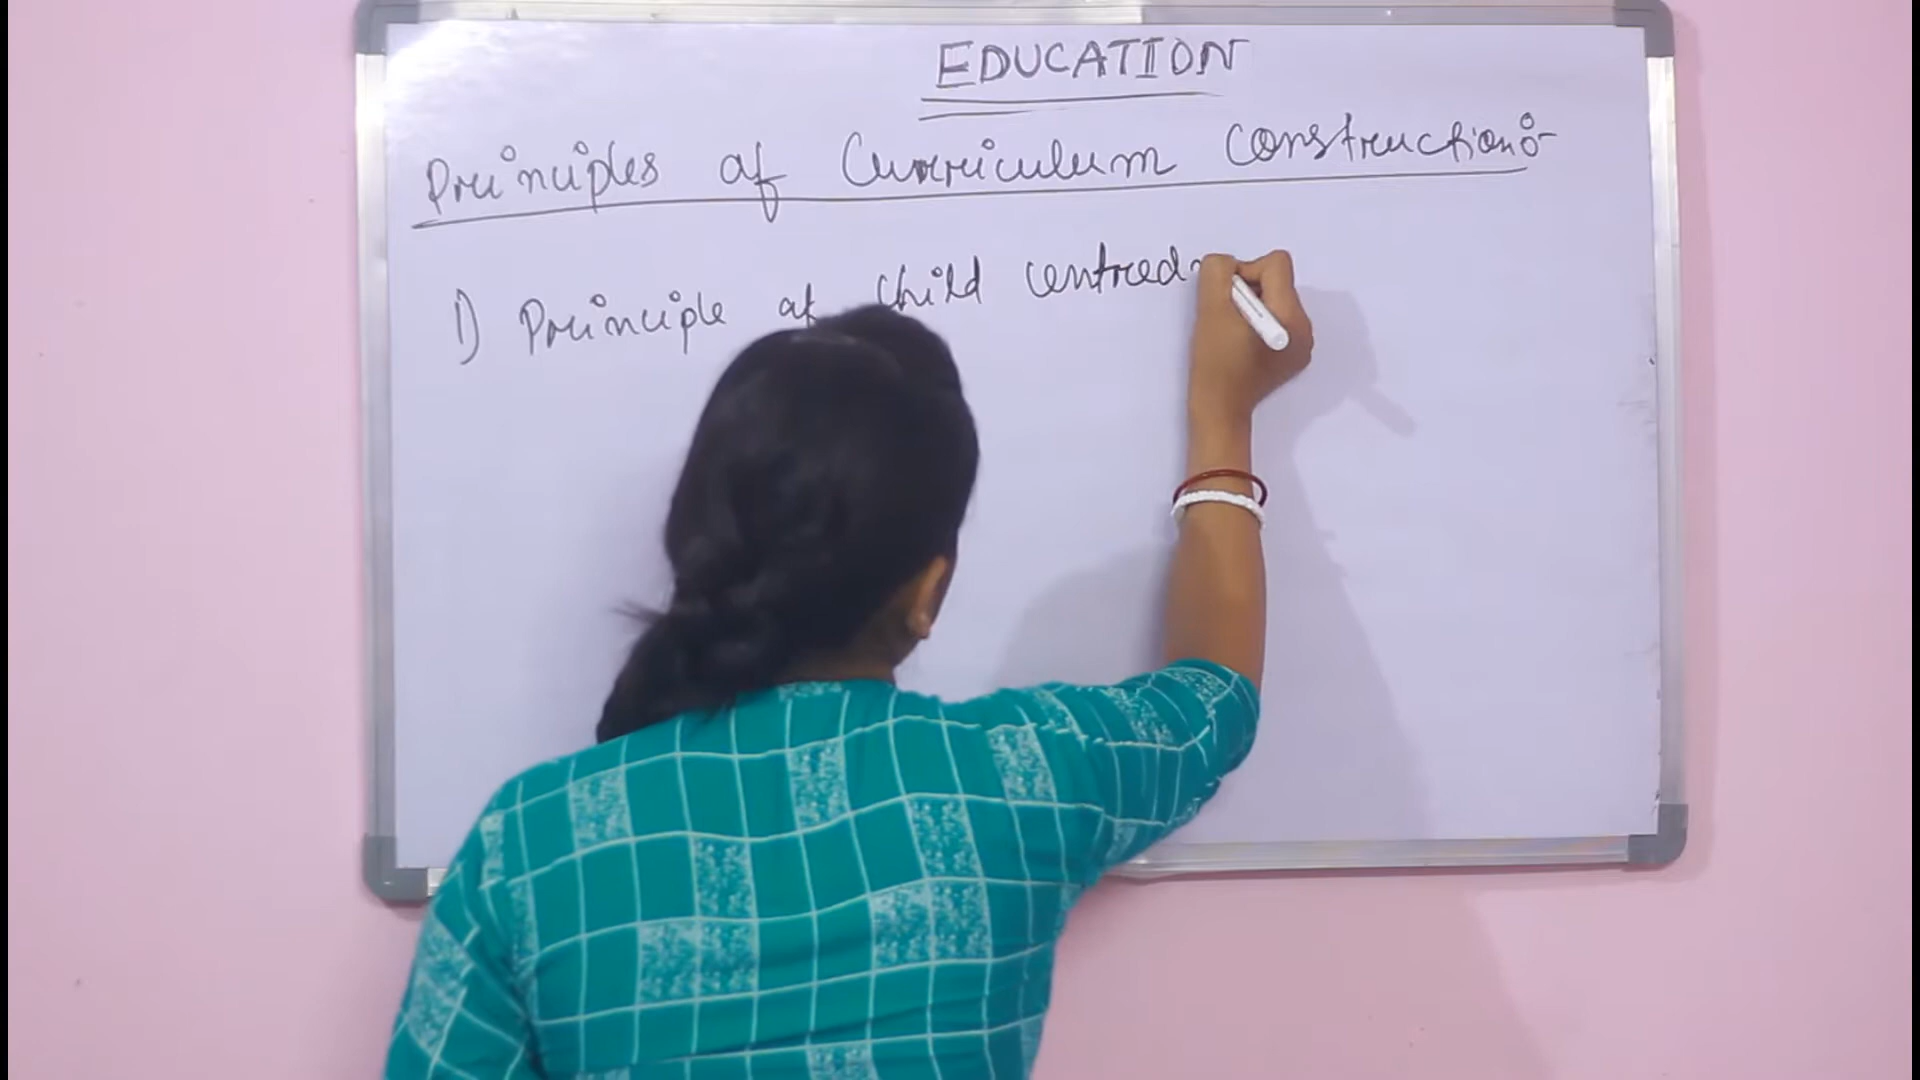 EDUCATION
Principles of Curriculum Construction:-
1) Principle of Child centred